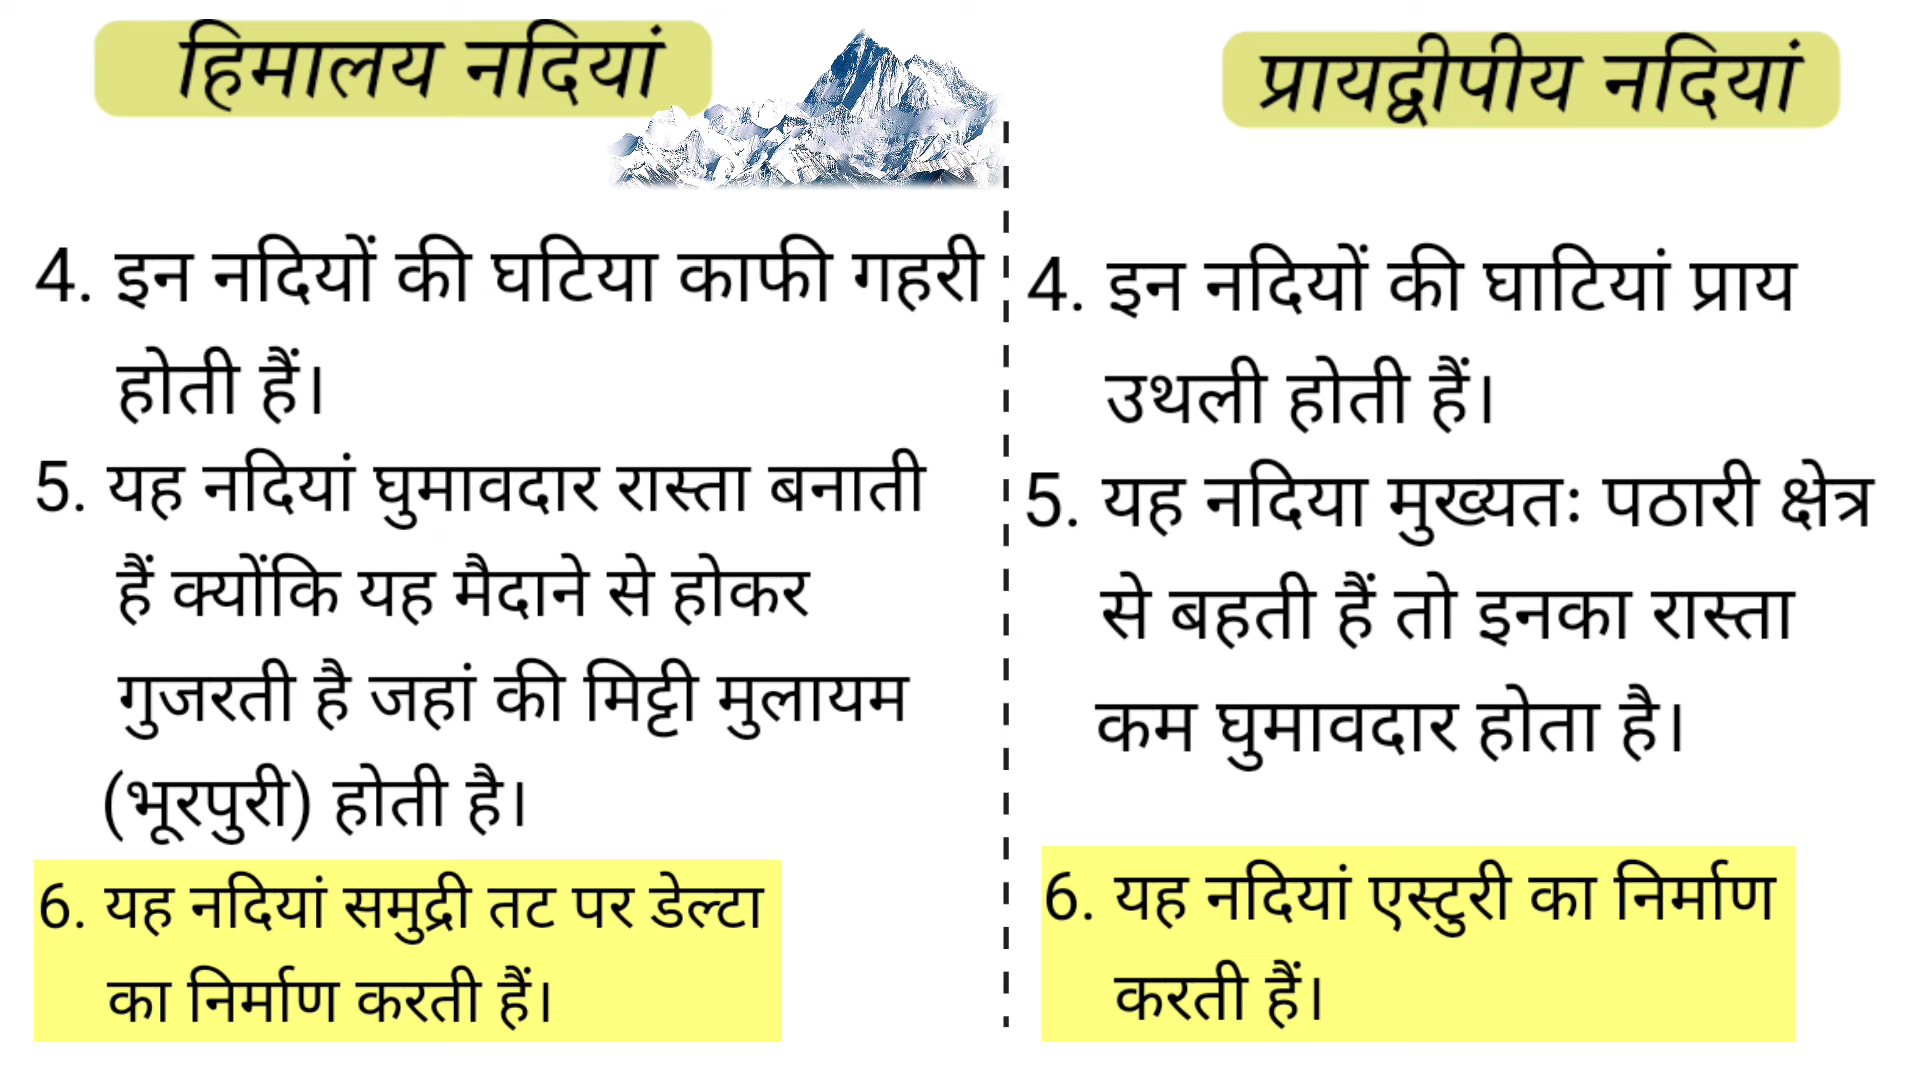 हिमालय नदियां
4. इन नदियों की घटिया काफी गहरी
होती हैं।
5. यह नदियां घुमावदार रास्ता बनाती
हैं क्योंकि यह मैदाने से होकर
गुजरती है जहां की मिट्टी मुलायम
(भूरपुरी) होती है।
6. यह नदियां समुद्री तट पर डेल्टा
का निर्माण करती हैं।
प्रायद्वीपीय नदियां
4. इन नदियों की घाटियां प्राय
उथली होती हैं।
5. यह नदिया मुख्यतः पठारी क्षेत्र
से बहती हैं तो इनका रास्ता
कम घुमावदार होता है।
6. यह नदियां एस्टुरी का निर्माण
करती हैं।